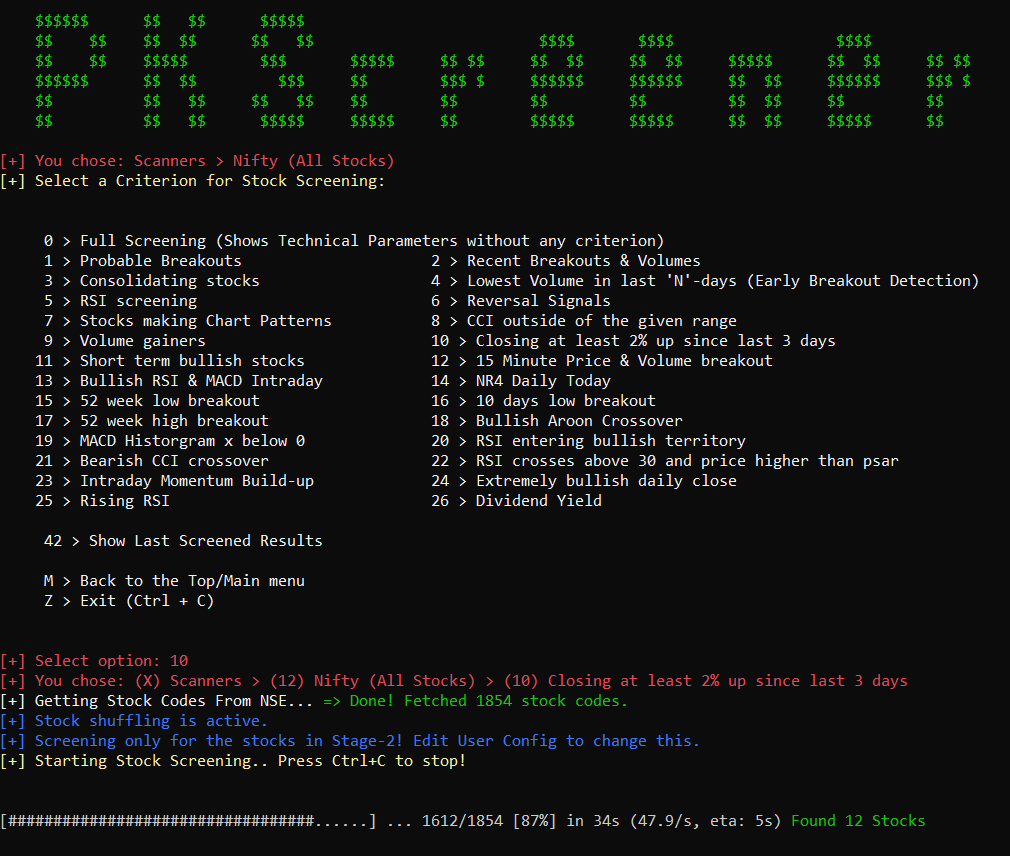 PKScreener
[+] You chose: Scanners > Nifty (All Stocks)
[+] Select a Criterion for Stock Screening:
0 > Full Screening (Shows Technical Parameters without any criterion)
1 > Probable Breakouts 2 > Recent Breakouts & Volumes
3 > Consolidating stocks 4 > Lowest Volume in last 'N'-days (Early Breakout Detection)
5 > RSI screening 6 > Reversal Signals
7 > Stocks making Chart Patterns 8 > CCI outside of the given range
9 > Volume gainers 10 > Closing at least 2% up since last 3 days
11 > Short term bullish stocks 12 > 15 Minute Price & Volume breakout
13 > Bullish RSI & MACD Intraday 14 > NR4 Daily Today
15 > 52 week low breakout 16 > 10 days low breakout
17 > 52 week high breakout 18 > Bullish Aroon Crossover
19 > MACD Historgram x below 0 20 > RSI entering bullish territory
21 > Bearish CCI crossover 22 > RSI crosses above 30 and price higher than psar
23 > Intraday Momentum Build-up 24 > Extremely bullish daily close
25 > Rising RSI 26 > Dividend Yield
42 > Show Last Screened Results
M > Back to the Top/Main menu
Z > Exit (Ctrl + C)
[+] Select option: 10
[+] You chose: (X) Scanners > (12) Nifty (All Stocks) > (10) Closing at least 2% up since last 3 days
[+] Getting Stock Codes From NSE... => Done! Fetched 1854 stock codes.
[+] Stock shuffling is active.
[+] Screening only for the stocks in Stage-2! Edit User Config to change this.
[+] Starting Stock Screening.. Press Ctrl+C to stop!
[##################################......] ... 1612/1854 [87%] in 34s (47.9/s, eta: 5s) Found 12 Stocks